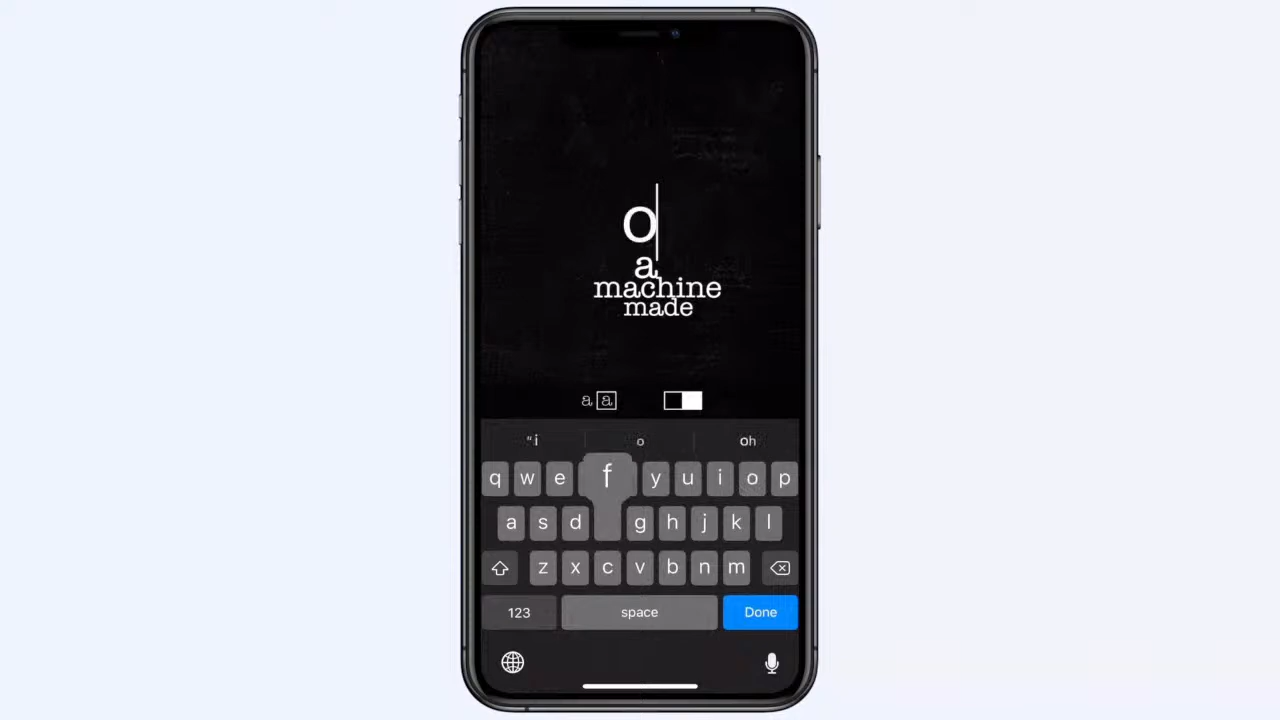 o
a
machine
made
a a
“i o oh
q w e f y u i o p
a s d g h j k l
z x c v b n m
123 space Done